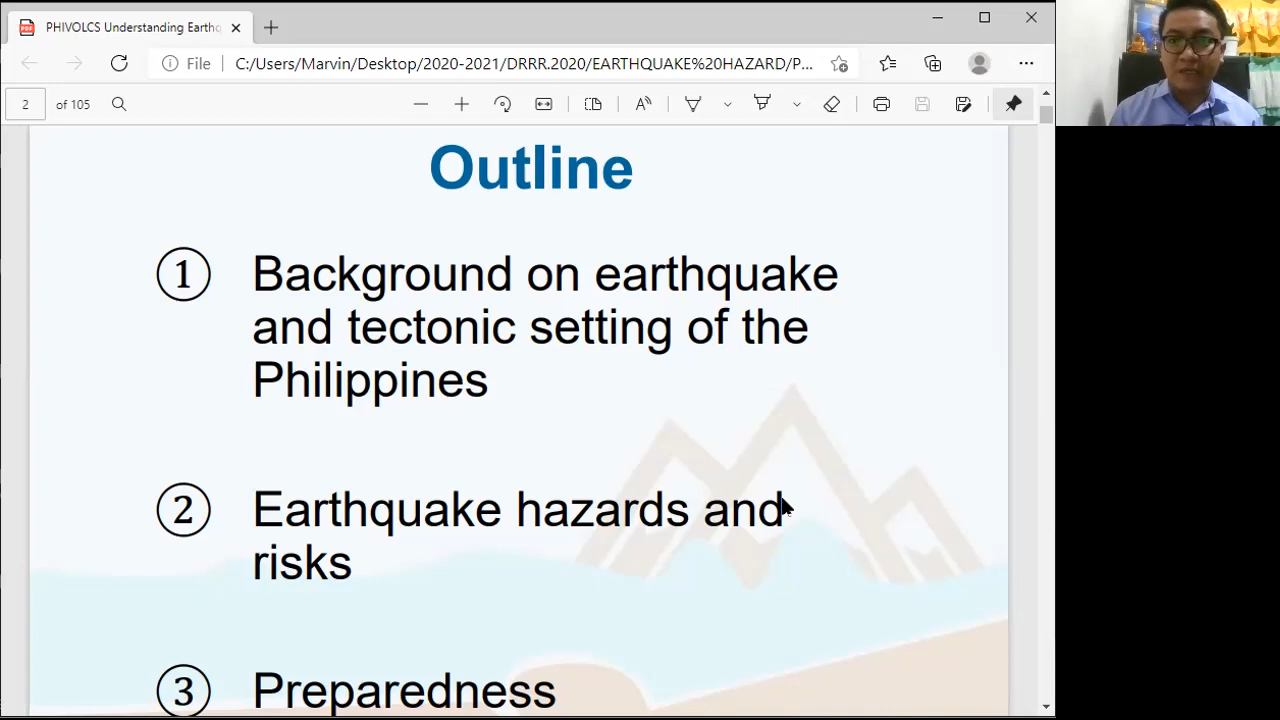 PHIVOLCS Understanding Earthq
File
C:/Users/Marvin/Desktop/2020-2021/DRRR.2020/EARTHQUAKE%20HAZARD/P...
2 of 105
Outline
1 Background on earthquake
and tectonic setting of the
Philippines
2 Earthquake hazards and
risks
3 Preparedness